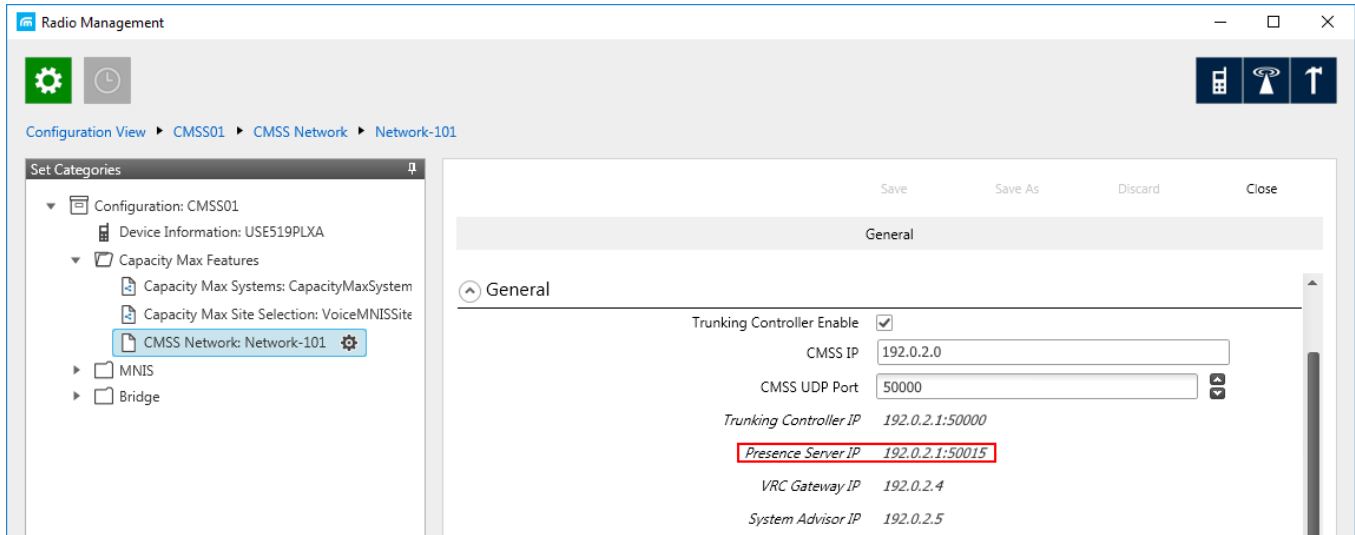 Radio Management
Configuration View ▶ CMSS01 ▶ CMSS Network ▶ Network-101
Set Categories
Configuration: CMSS01
Device Information: USE519PLXA
Capacity Max Features
Capacity Max Systems: CapacityMaxSystem
Capacity Max Site Selection: VoiceMNISSite
CMSS Network: Network-101
MNIS
Bridge
Save Save As Discard Close
General
General
Trunking Controller Enable
CMSS IP 192.0.2.0
CMSS UDP Port 50000
Trunking Controller IP 192.0.2.1:50000
Presence Server IP 192.0.2.1:50015
VRC Gateway IP 192.0.2.4
System Advisor IP 192.0.2.5